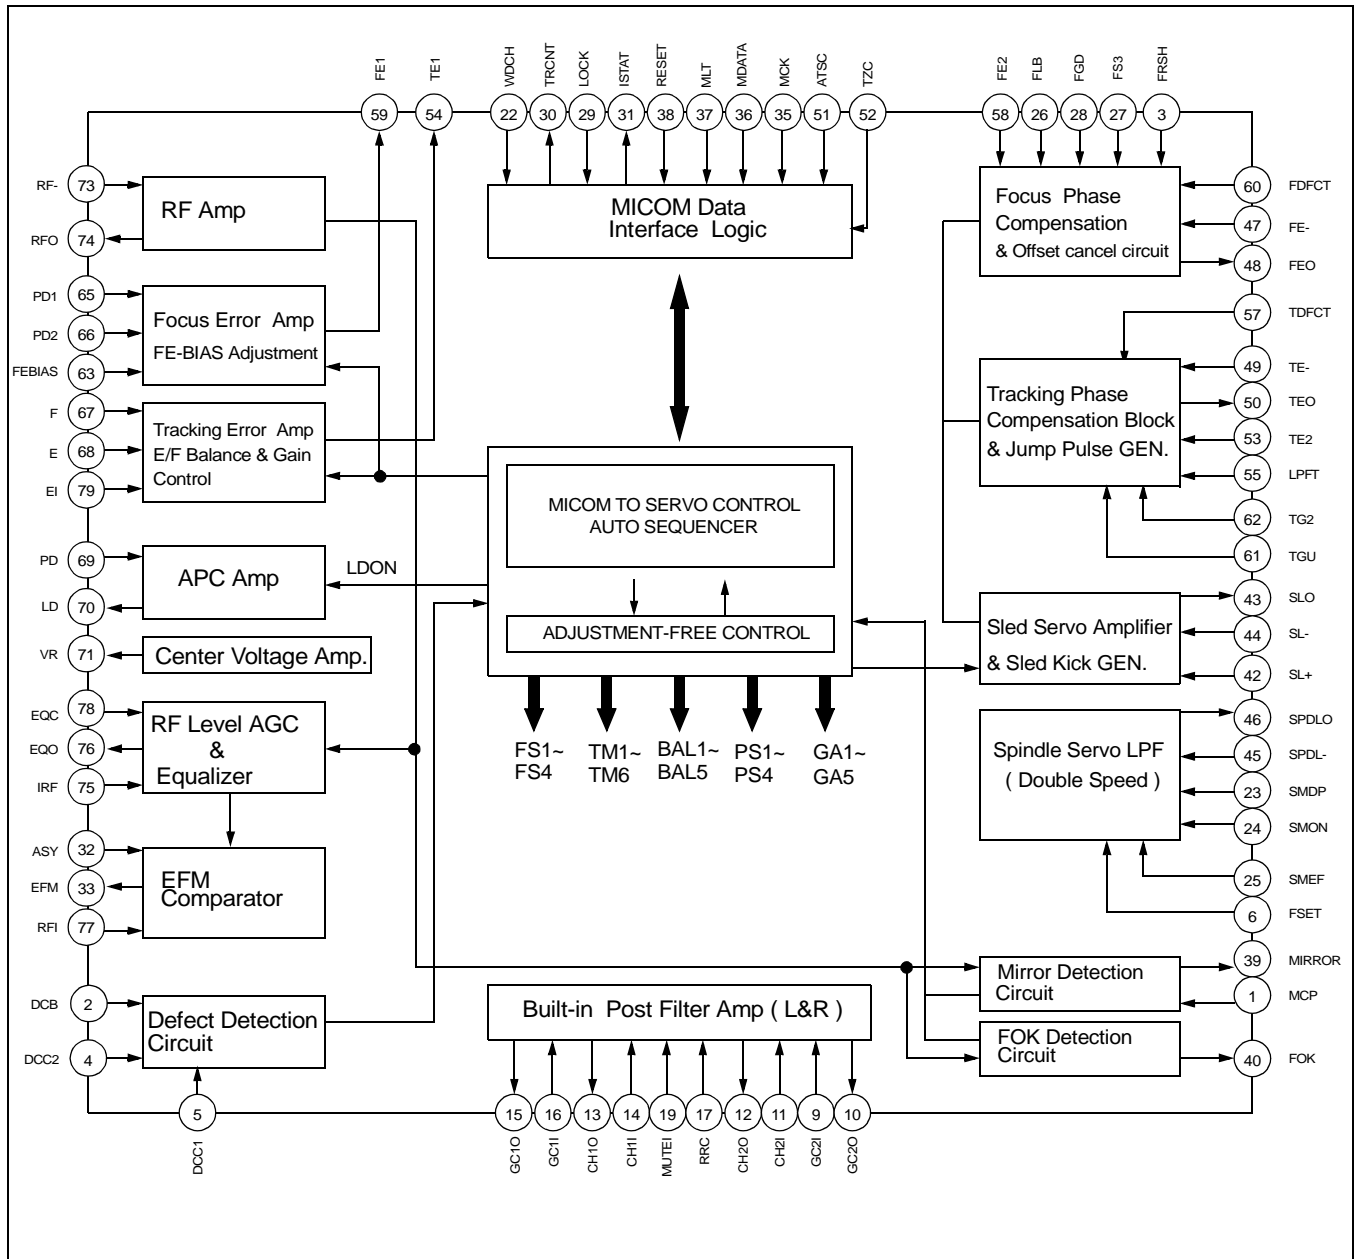 FE1
TE1
WDCH
TRCNT
LOCK
ISTAT
RESET
MLT
MDATA
MCK
ATSC
TZC
FE2
FLB
FGD
FS3
FRSH
59
54
22
30
29
31
38
37
36
35
51
52
58
26
28
27
3
RF-
73
RFO
74
RF Amp
PD1
65
PD2
66
FEBIAS
63
Focus Error Amp
FE-BIAS Adjustment
F
67
E
68
EI
79
Tracking Error Amp
E/F Balance & Gain
Control
PD
69
LD
70
APC Amp
LDON
VR
71
Center Voltage Amp.
EQC
78
EQO
76
IRF
75
RF Level AGC
&
Equalizer
ASY
32
EFM
33
RFI
77
EFM
Comparator
DCB
2
DCC2
4
Defect Detection
Circuit
5
DCC1
MICOM Data
Interface Logic
MICOM TO SERVO CONTROL
AUTO SEQUENCER
ADJUSTMENT-FREE CONTROL
FS1~
FS4
TM1~
TM6
BAL1~
BAL5
PS1~
PS4
GA1~
GA5
Built-in Post Filter Amp ( L&R )
15
16
13
14
19
17
12
11
9
10
GC1O
GC1I
CH1O
CH1I
MUTEI
RRC
CH2O
CH2I
GC2I
GC2O
Focus Phase
Compensation
& Offset cancel circuit
60
FDFCT
47
FE-
48
FEO
57
TDFCT
Tracking Phase
Compensation Block
& Jump Pulse GEN.
49
TE-
50
TEO
53
TE2
55
LPFT
62
TG2
61
TGU
Sled Servo Amplifier
& Sled Kick GEN.
43
SLO
44
SL-
42
SL+
Spindle Servo LPF
( Double Speed )
46
SPDLO
45
SPDL-
23
SMDP
24
SMON
25
SMEF
6
FSET
Mirror Detection
Circuit
39
MIRROR
1
MCP
FOK Detection
Circuit
40
FOK